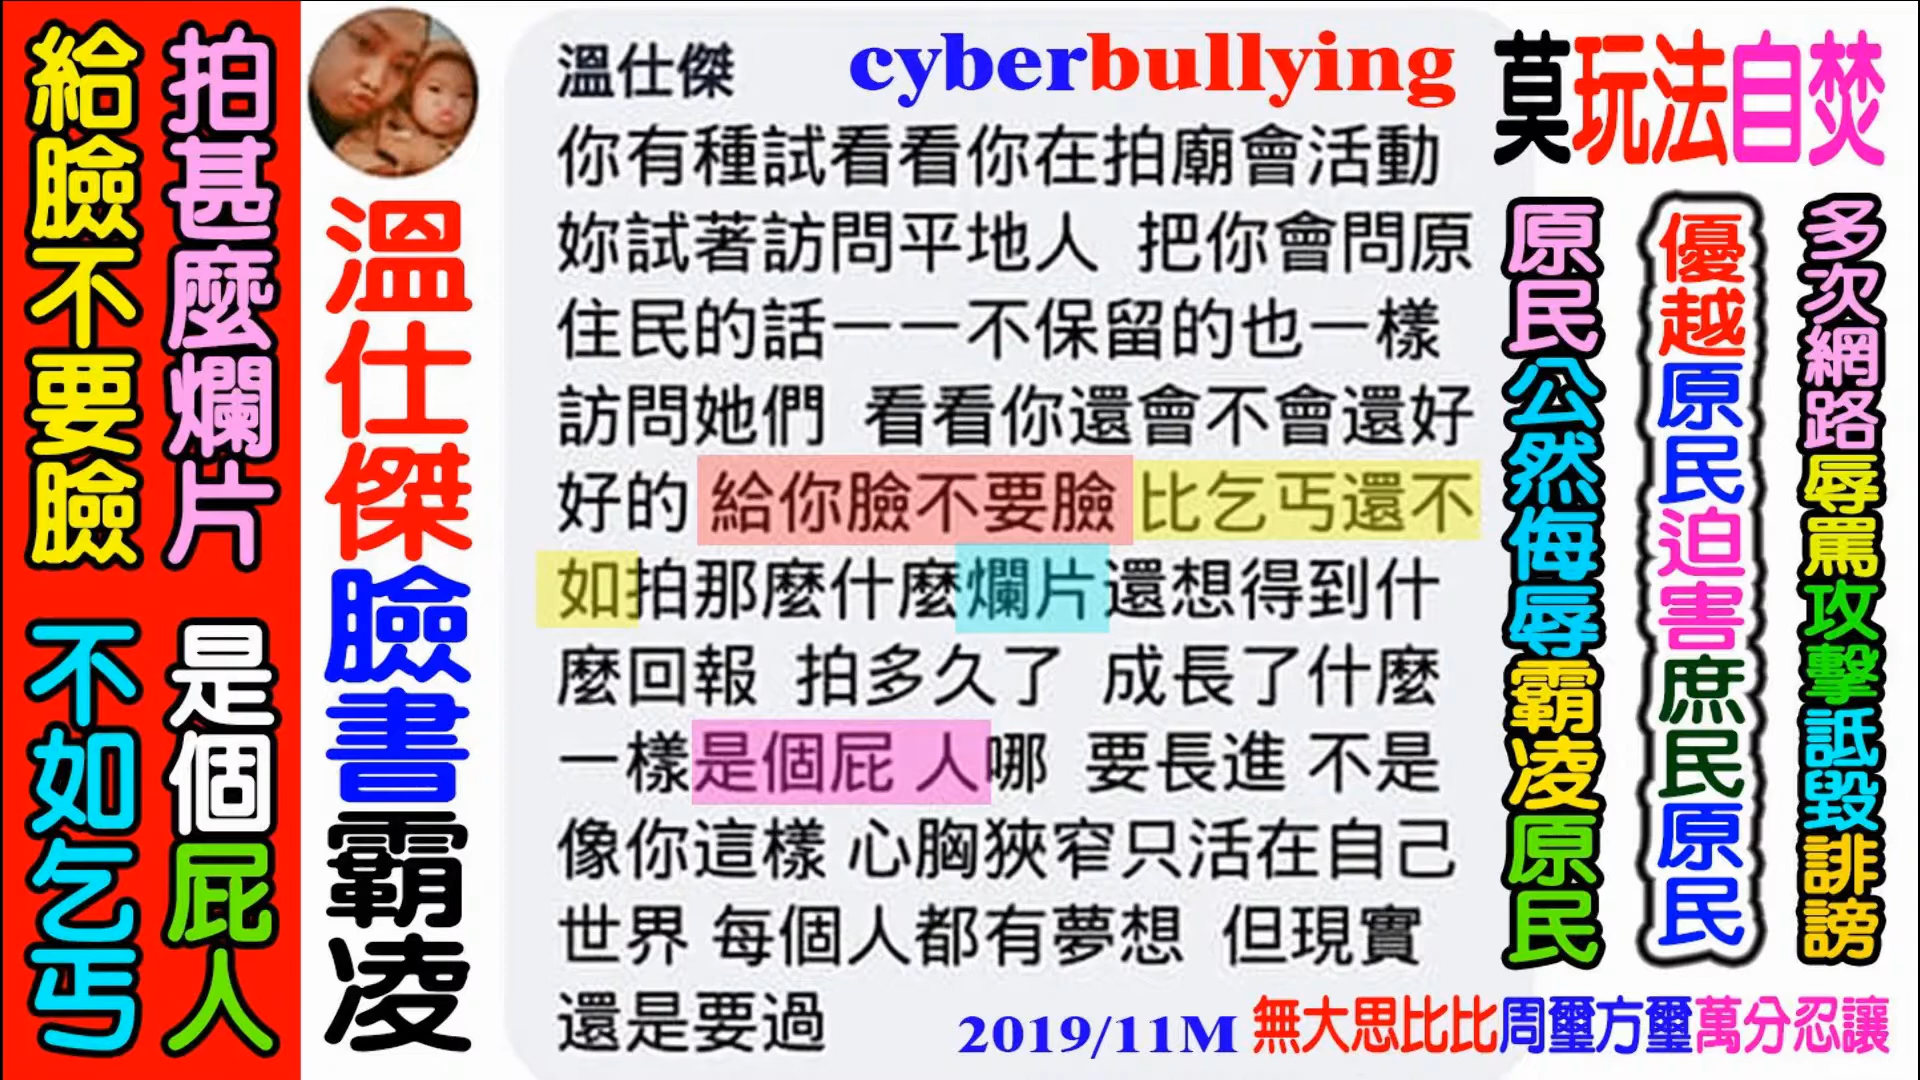 給臉不要臉 不如乞丐
拍甚麼爛片 是個屁人
溫仕傑臉書霸凌
溫仕傑
cyberbullying
你有種試看看你在拍廟會活動
妳試著訪問平地人 把你會問原
住民的話一一不保留的也一樣
訪問她們 看看你還會不會還好
好的 給你臉不要臉 比乞丐還不
如拍那麼什麼爛片還想得到什
麼回報 拍多久了 成長了什麼
一樣是個屁 人哪 要長進 不是
像你這樣 心胸狹窄只活在自己
世界 每個人都有夢想 但現實
還是要過
莫玩法自焚
原民公然侮辱霸凌原民
優越原民迫害庶民原民
多次網路辱罵攻擊詆毀誹謗
2019/11M 無大思比比周璽方璽萬分忍讓